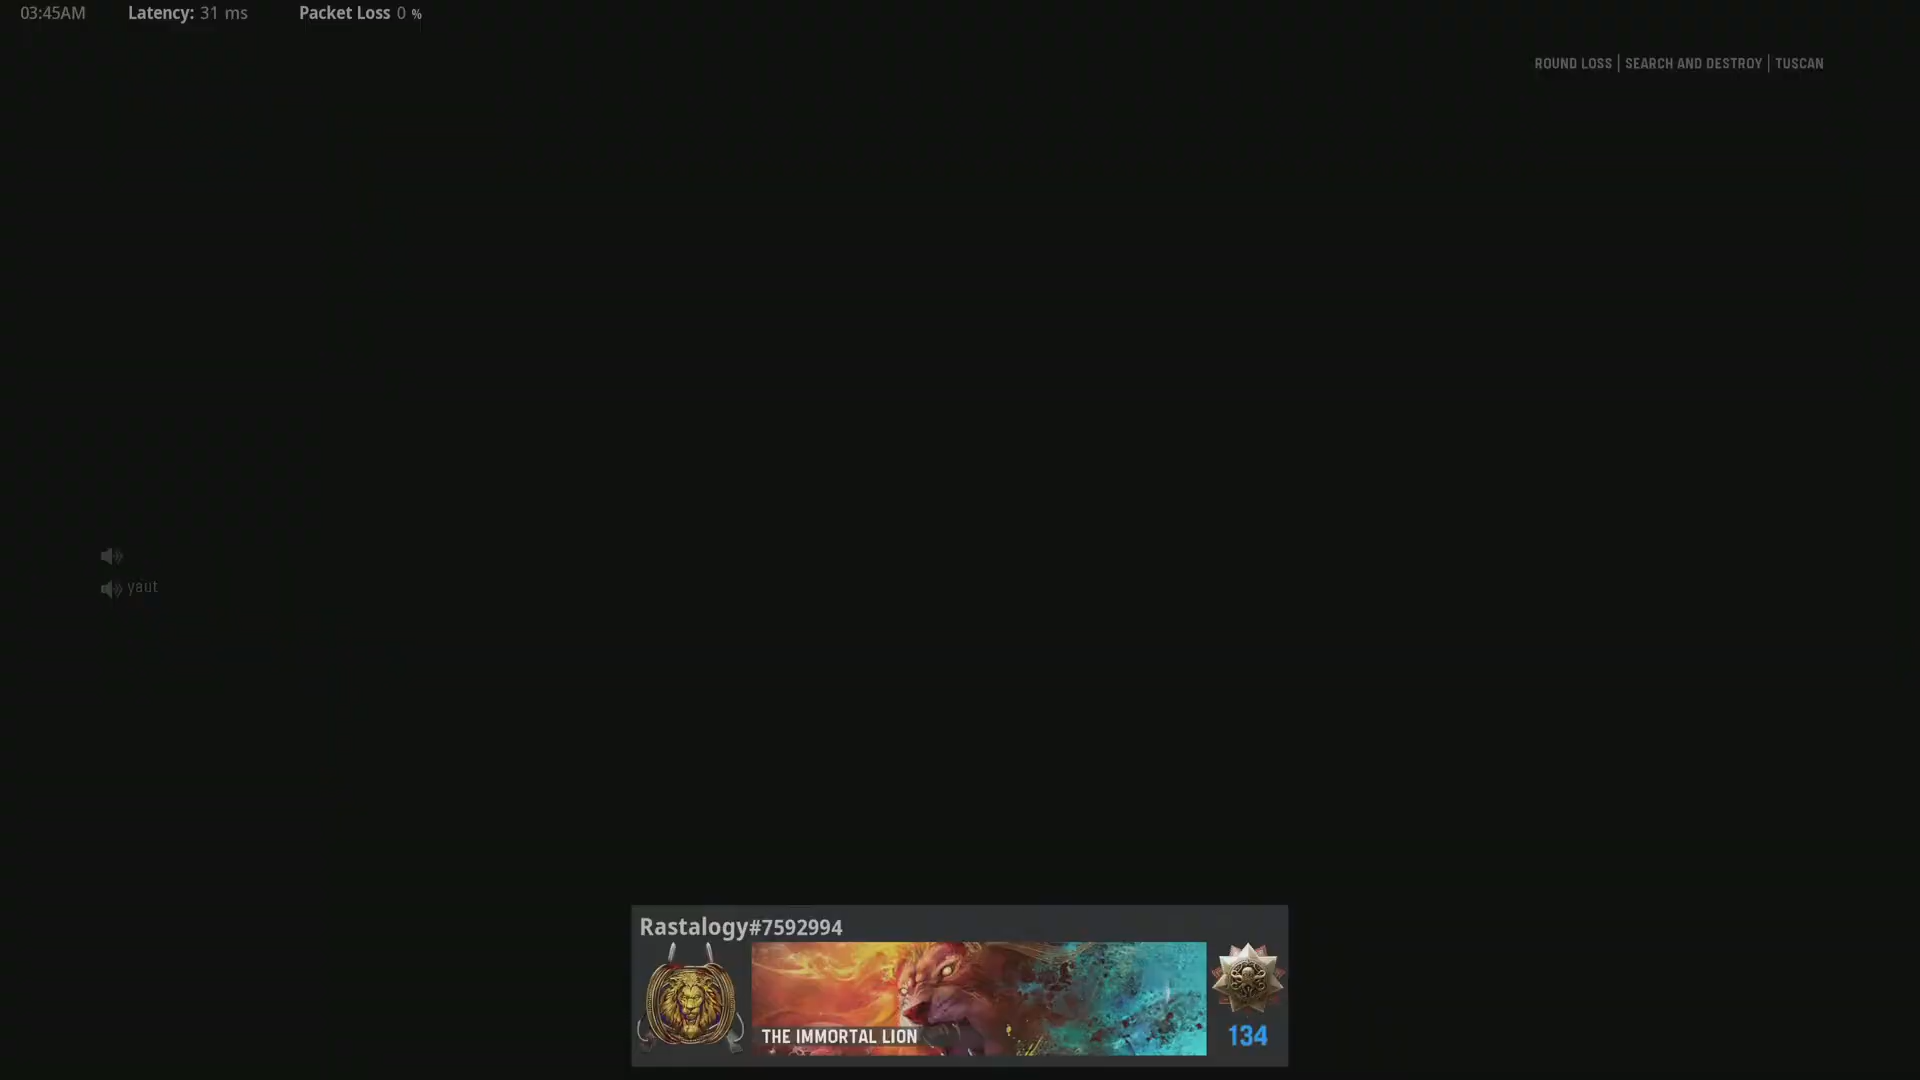 03:45AM Latency: 31 ms Packet Loss 0 %
ROUND LOSS | SEARCH AND DESTROY | TUSCAN
yaut
Rastalogy#7592994
THE IMMORTAL LION
134